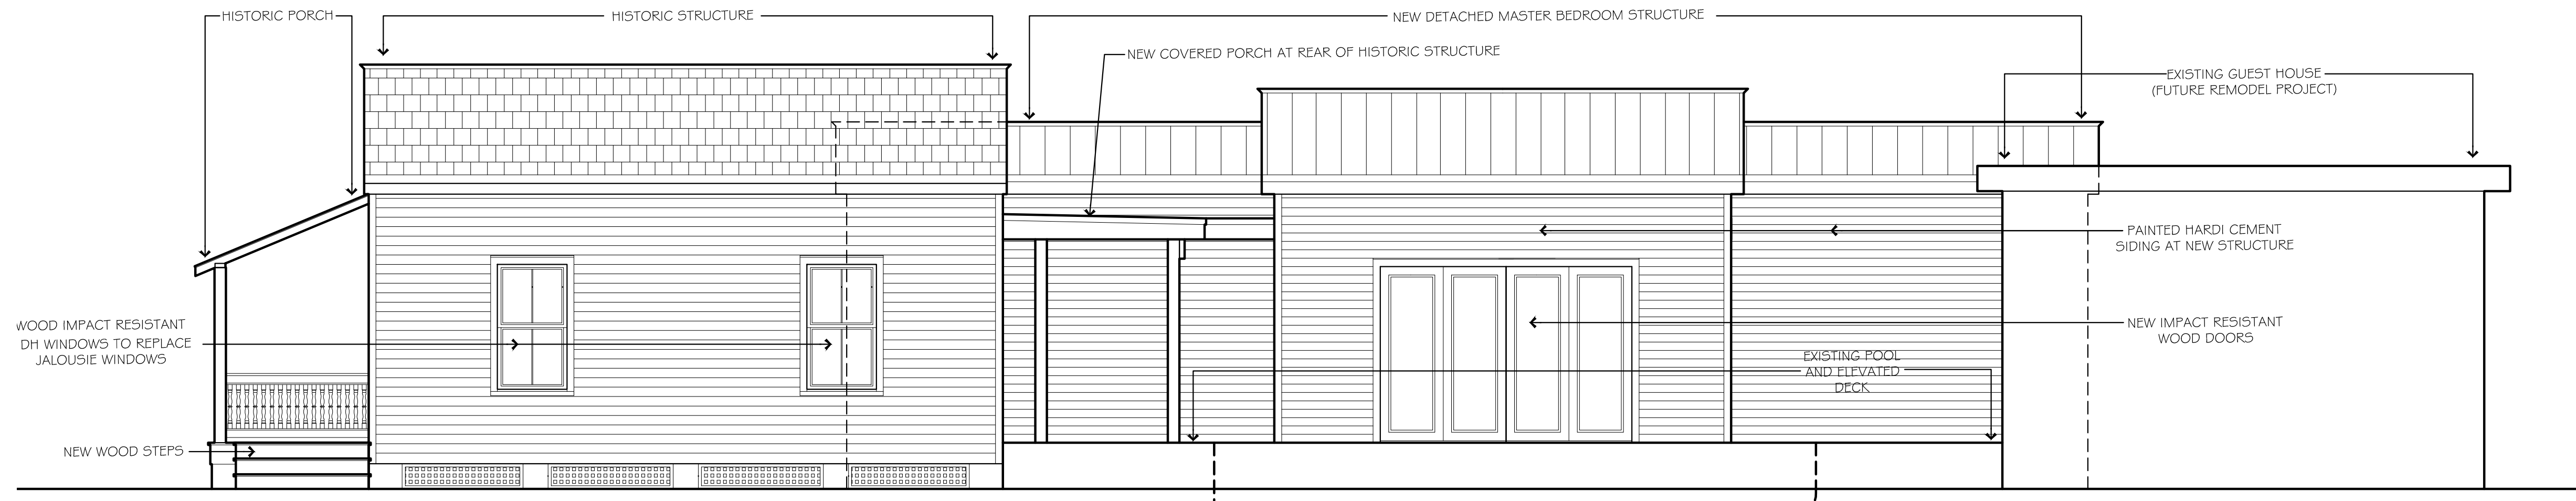 HISTORIC PORCH
HISTORIC STRUCTURE
NEW DETACHED MASTER BEDROOM STRUCTURE
NEW COVERED PORCH AT REAR OF HISTORIC STRUCTURE
EXISTING GUEST HOUSE
(FUTURE REMODEL PROJECT)
PAINTED HARDI CEMENT
SIDING AT NEW STRUCTURE
WOOD IMPACT RESISTANT
DH WINDOWS TO REPLACE
JALOUSIE WINDOWS
NEW IMPACT RESISTANT
WOOD DOORS
EXISTING POOL
AND ELEVATED
DECK
NEW WOOD STEPS